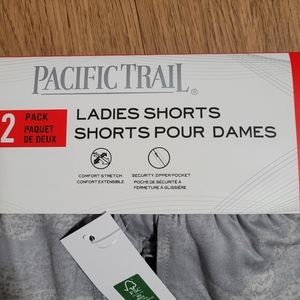 PACIFIC TRAIL®
2 PACK
PAQUET
DE DEUX
LADIES SHORTS
SHORTS POUR DAMES
COMFORT STRETCH
CONFORT EXTENSIBLE
SECURITY ZIPPER POCKET
POCHE DE SÉCURITÉ À
FERMETURE À GLISSIÈRE
FSC